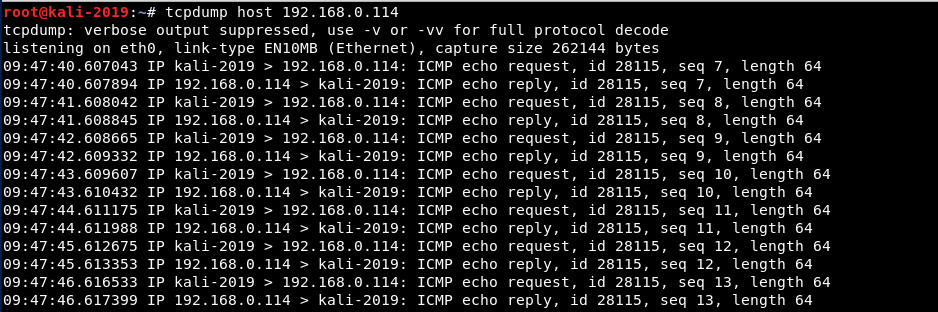 root@kali-2019:~# tcpdump host 192.168.0.114
tcpdump: verbose output suppressed, use -v or -vv for full protocol decode
listening on eth0, link-type EN10MB (Ethernet), capture size 262144 bytes
09:47:40.607043 IP kali-2019 > 192.168.0.114: ICMP echo request, id 28115, seq 7, length 64
09:47:40.607894 IP 192.168.0.114 > kali-2019: ICMP echo reply, id 28115, seq 7, length 64
09:47:41.608042 IP kali-2019 > 192.168.0.114: ICMP echo request, id 28115, seq 8, length 64
09:47:41.608845 IP 192.168.0.114 > kali-2019: ICMP echo reply, id 28115, seq 8, length 64
09:47:42.608665 IP kali-2019 > 192.168.0.114: ICMP echo request, id 28115, seq 9, length 64
09:47:42.609332 IP 192.168.0.114 > kali-2019: ICMP echo reply, id 28115, seq 9, length 64
09:47:43.609607 IP kali-2019 > 192.168.0.114: ICMP echo request, id 28115, seq 10, length 64
09:47:43.610432 IP 192.168.0.114 > kali-2019: ICMP echo reply, id 28115, seq 10, length 64
09:47:44.611175 IP kali-2019 > 192.168.0.114: ICMP echo request, id 28115, seq 11, length 64
09:47:44.611988 IP 192.168.0.114 > kali-2019: ICMP echo reply, id 28115, seq 11, length 64
09:47:45.612675 IP kali-2019 > 192.168.0.114: ICMP echo request, id 28115, seq 12, length 64
09:47:45.613353 IP 192.168.0.114 > kali-2019: ICMP echo reply, id 28115, seq 12, length 64
09:47:46.616533 IP kali-2019 > 192.168.0.114: ICMP echo request, id 28115, seq 13, length 64
09:47:46.617399 IP 192.168.0.114 > kali-2019: ICMP echo reply, id 28115, seq 13, length 64